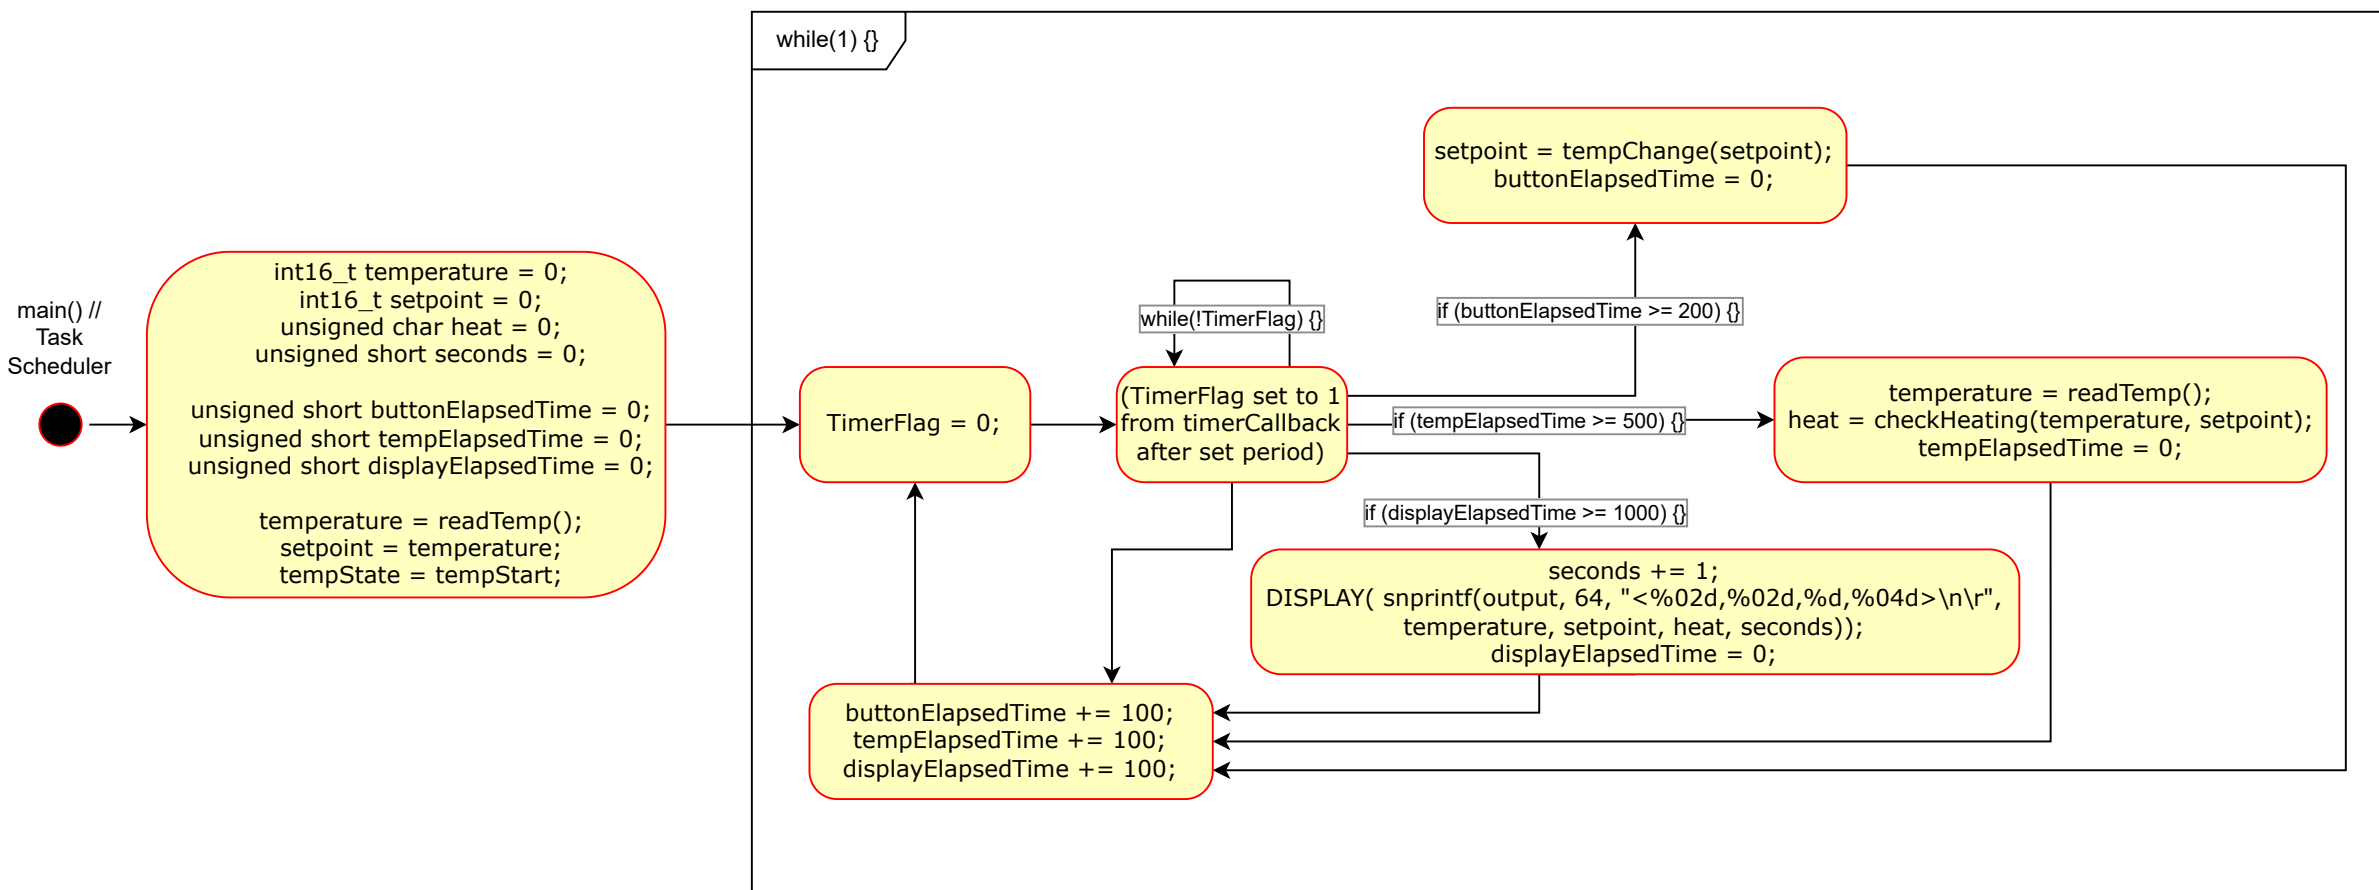 while(1) {}
main() //
Task
Scheduler
int16_t temperature = 0;
int16_t setpoint = 0;
unsigned char heat = 0;
unsigned short seconds = 0;
unsigned short buttonElapsedTime = 0;
unsigned short tempElapsedTime = 0;
unsigned short displayElapsedTime = 0;
temperature = readTemp();
setpoint = temperature;
tempState = tempStart;
TimerFlag = 0;
while(!TimerFlag) {}
(TimerFlag set to 1
from timerCallback
after set period)
if (buttonElapsedTime >= 200) {}
setpoint = tempChange(setpoint);
buttonElapsedTime = 0;
if (tempElapsedTime >= 500) {}
temperature = readTemp();
heat = checkHeating(temperature, setpoint);
tempElapsedTime = 0;
if (displayElapsedTime >= 1000) {}
seconds += 1;
DISPLAY( snprintf(output, 64, "<%02d,%02d,%d,%04d>\n\r",
temperature, setpoint, heat, seconds));
displayElapsedTime = 0;
buttonElapsedTime += 100;
tempElapsedTime += 100;
displayElapsedTime += 100;